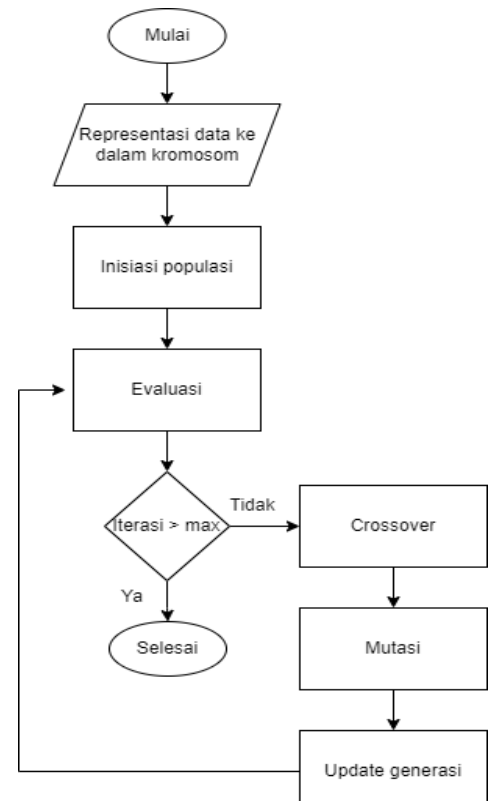 Mulai
Representasi data ke
dalam kromosom
Inisiasi populasi
Evaluasi
Iterasi > max
Tidak
Crossover
Ya
Selesai
Mutasi
Update generasi